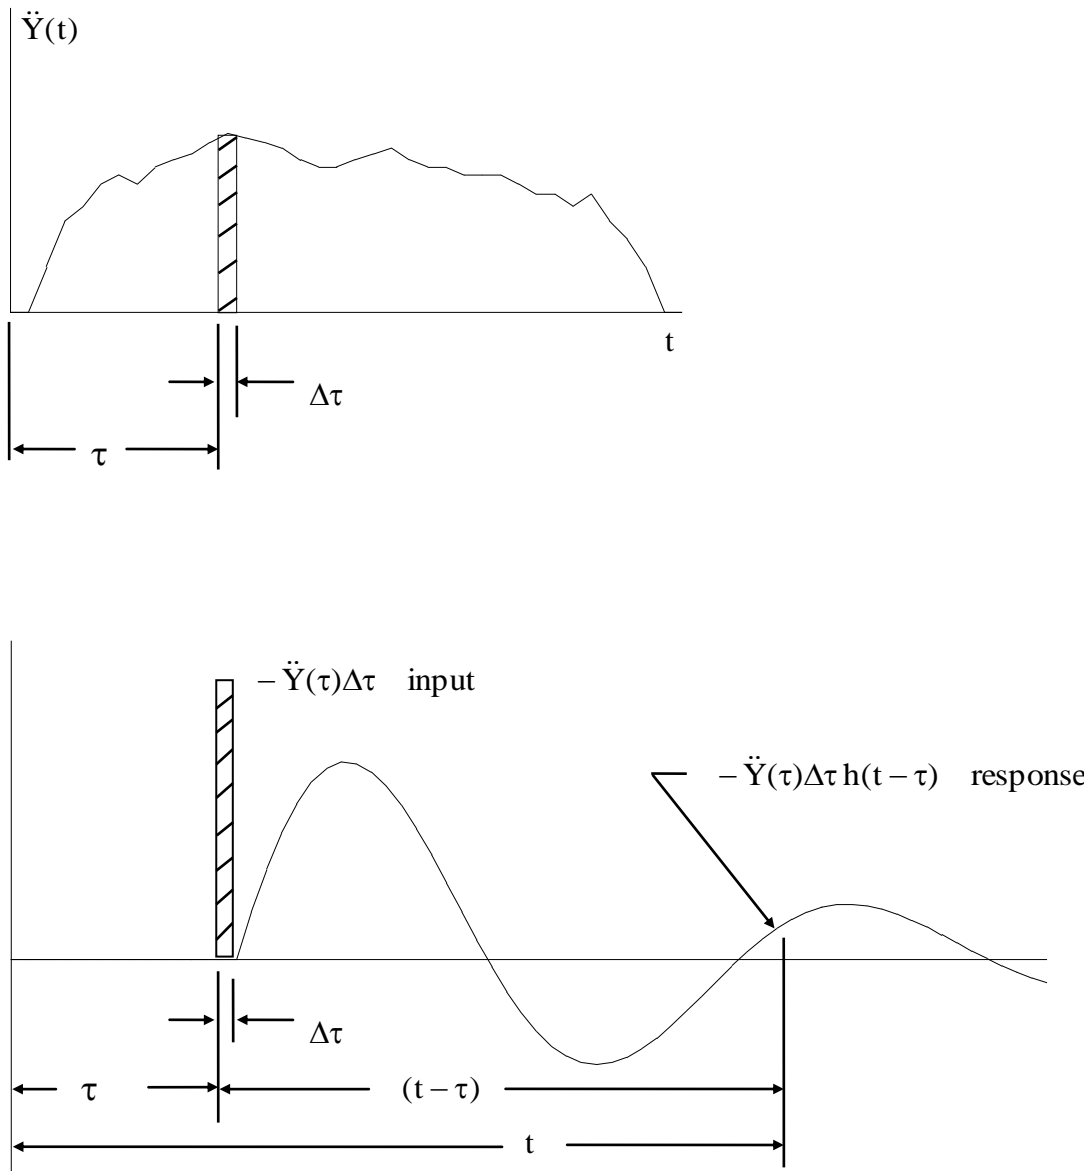 Ÿ(t)
t
Δτ
τ
– Ÿ(τ)Δτ input
– Ÿ(τ)Δτ h(t – τ) response
Δτ
τ
(t – τ)
t